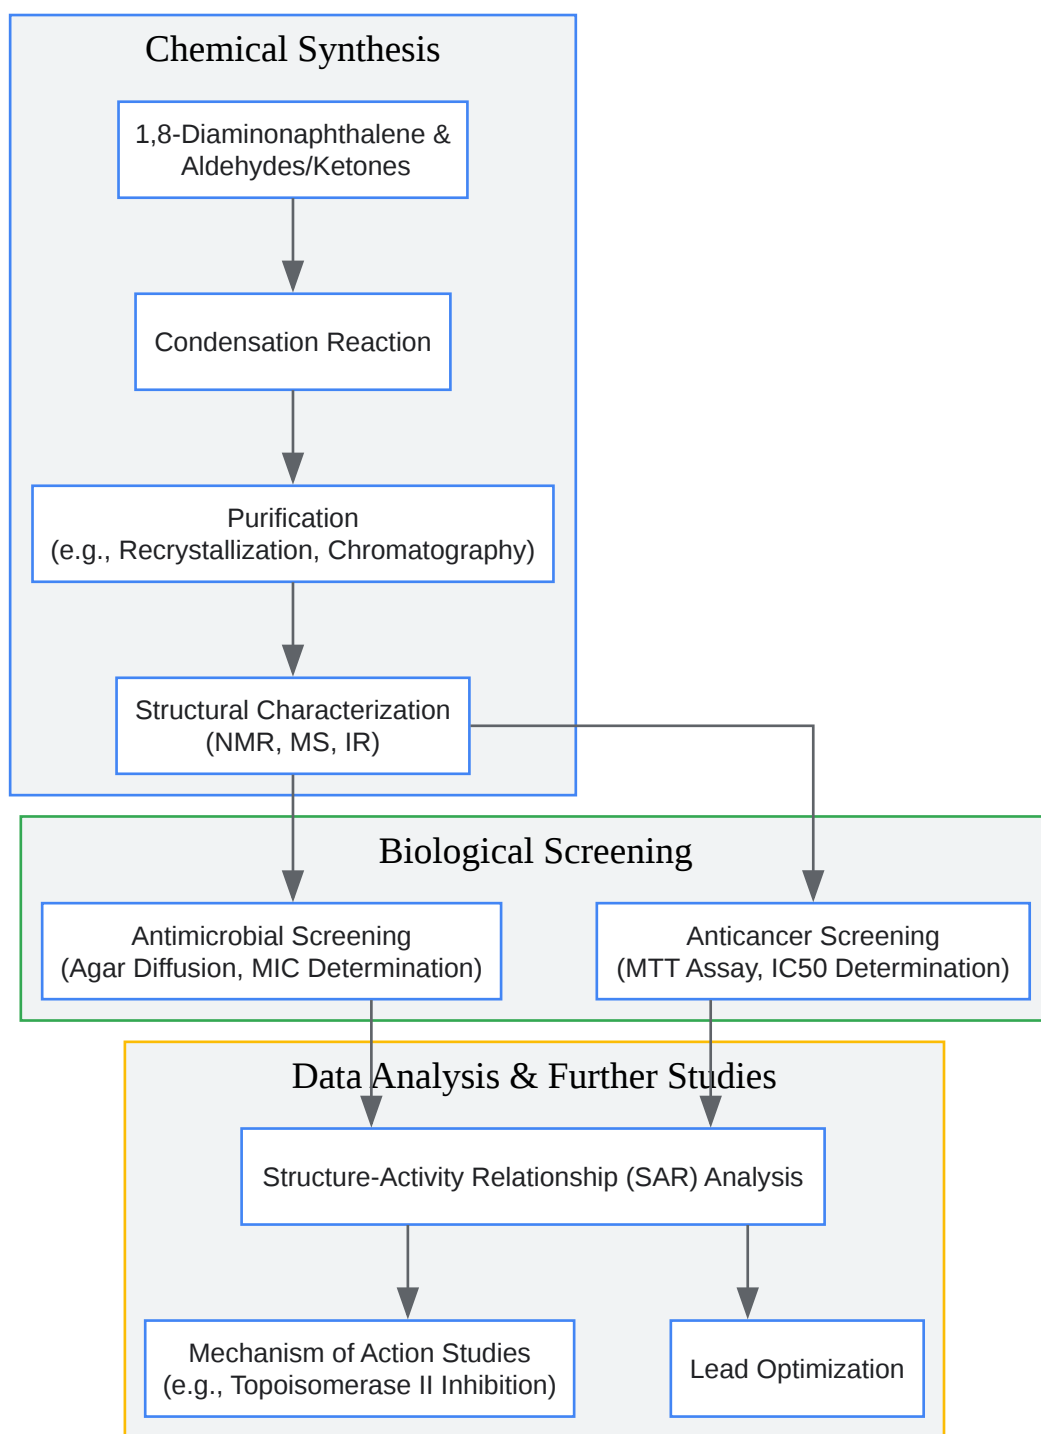 Chemical Synthesis
1,8-Diaminonaphthalene &
Aldehydes/Ketones
Condensation Reaction
Purification
(e.g., Recrystallization, Chromatography)
Structural Characterization
(NMR, MS, IR)
Biological Screening
Antimicrobial Screening
(Agar Diffusion, MIC Determination)
Anticancer Screening
(MTT Assay, IC50 Determination)
Data Analysis & Further Studies
Structure-Activity Relationship (SAR) Analysis
Mechanism of Action Studies
(e.g., Topoisomerase II Inhibition)
Lead Optimization